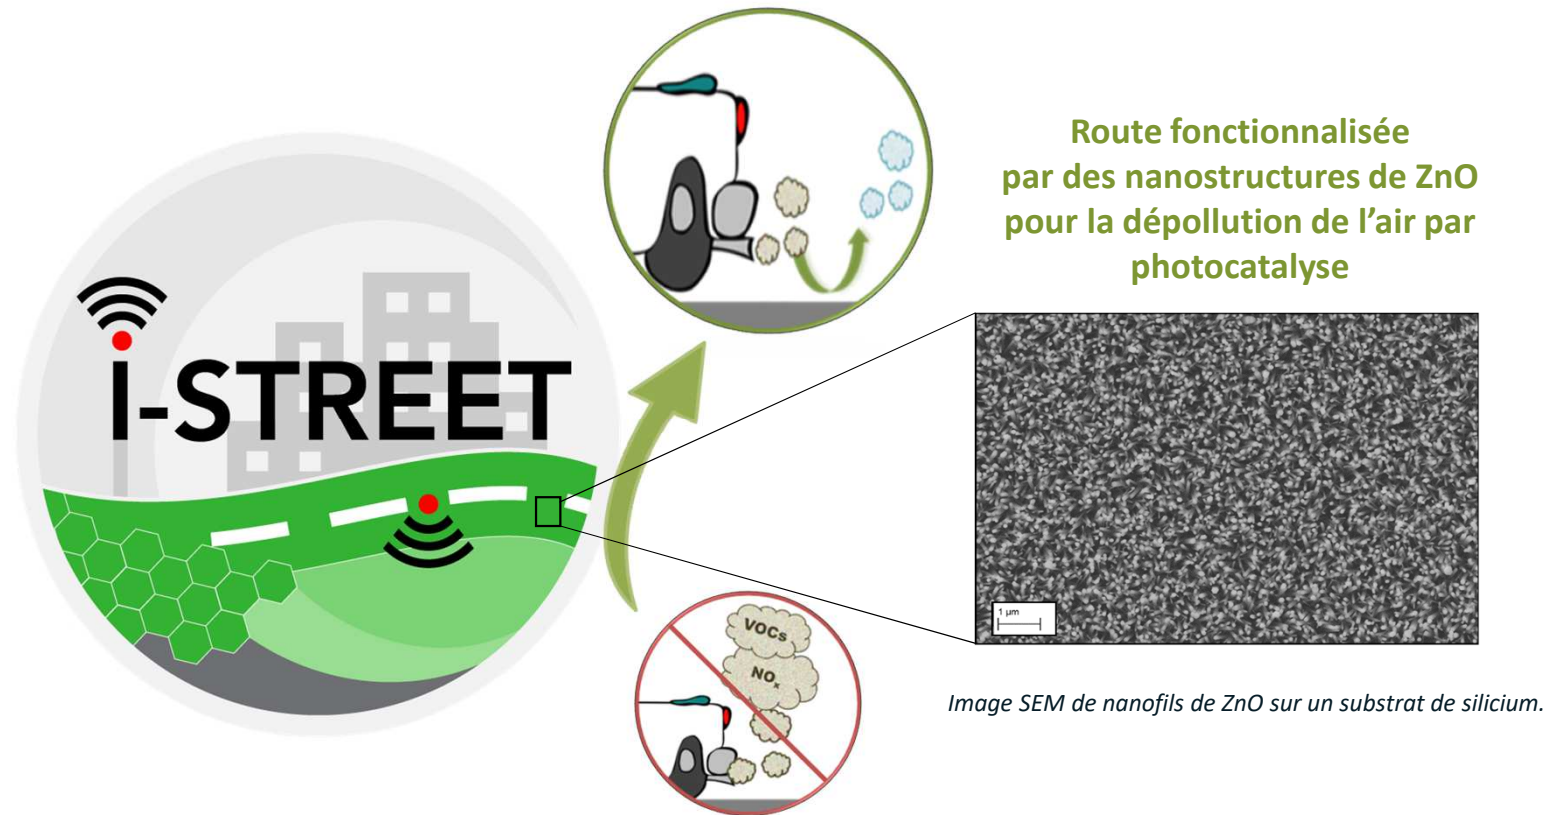 Route fonctionnalisée
par des nanostructures de ZnO
pour la dépollution de l’air par
photocatalyse
I-STREET
1 µm
VOCs
NOx
Image SEM de nanofils de ZnO sur un substrat de silicium.